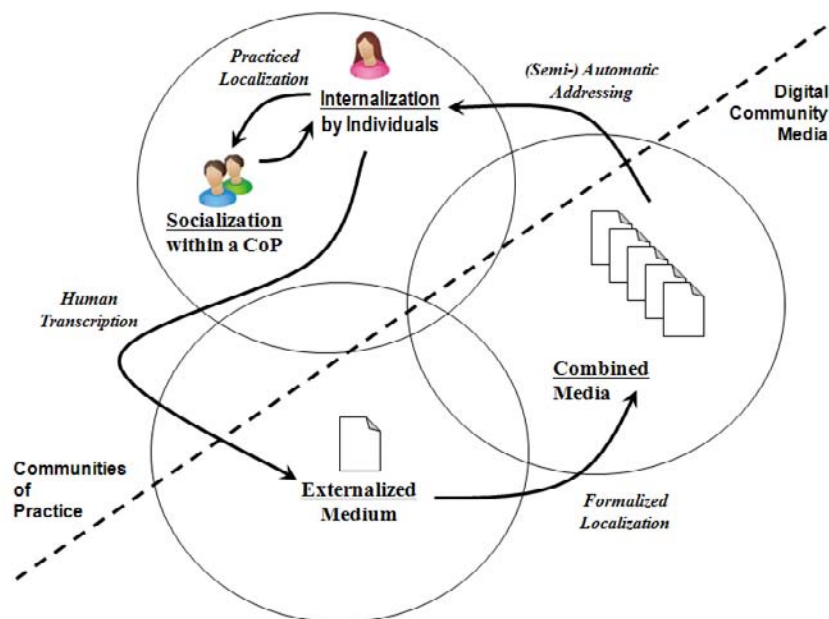 Practiced
Localization
Internalization
by Individuals
(Semi-) Automatic
Addressing
Digital
Community
Media
Socialization
within a CoP
Human
Transcription
Combined
Media
Communities
of
Practice
Externalized
Medium
Formalized
Localization